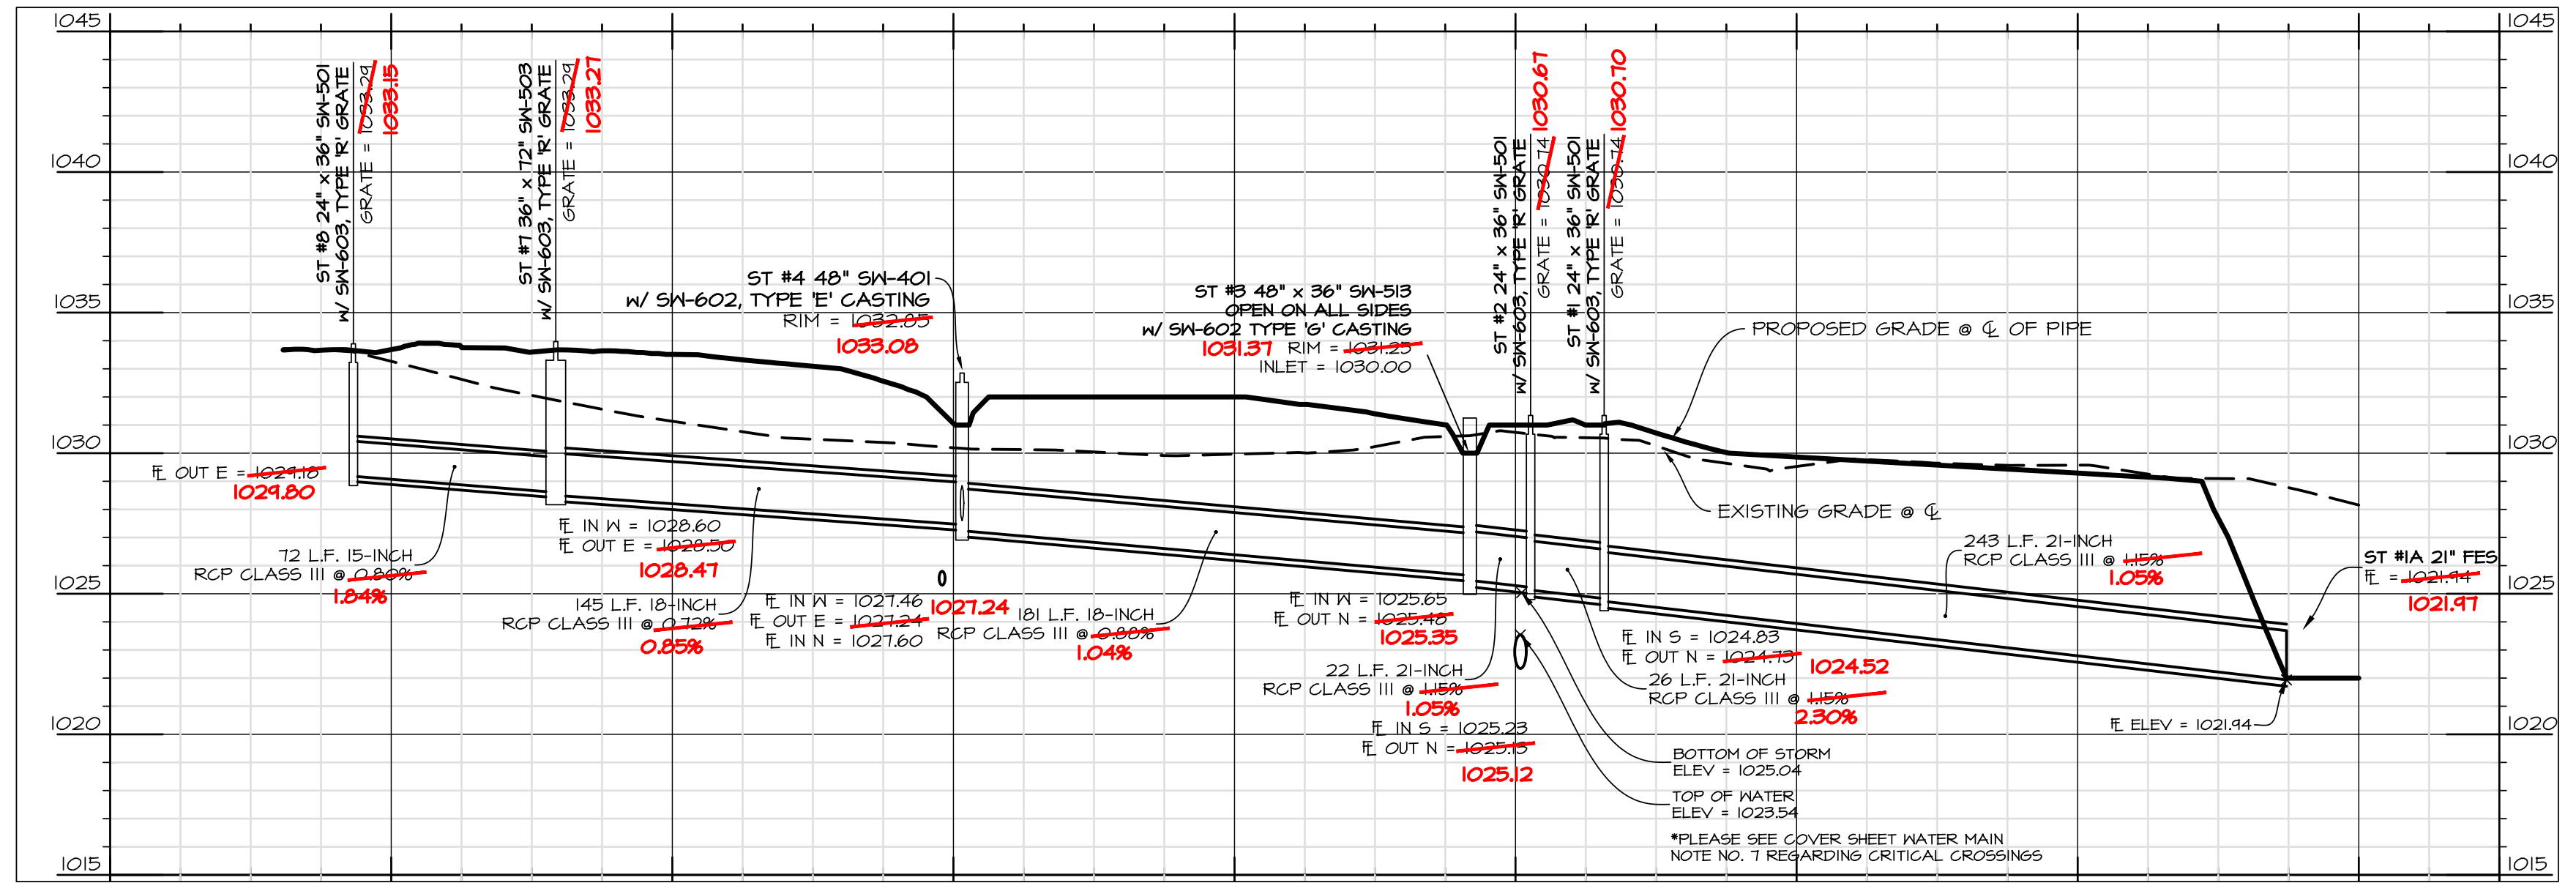 1045
1045
1040
1040
1035
1035
1030
1030
1025
1025
1020
1020
1015
1015
ST #8 24" x 36" SW-501
w/ SW-603, TYPE 'R' GRATE
GRATE = 1033.29
1033.15
ST #7 36" x 72" SW-503
w/ SW-603, TYPE 'R' GRATE
GRATE = 1033.29
1033.27
ST #4 48" SW-401
w/ SW-602, TYPE 'E' CASTING
RIM = 1032.85
1033.08
ST #3 48" x 36" SW-513
OPEN ON ALL SIDES
w/ SW-602 TYPE 'G' CASTING
1031.37 RIM = 1031.25
INLET = 1030.00
ST #2 24" x 36" SW-501
w/ SW-603, TYPE 'R' GRATE
GRATE = 1030.74
1030.67
ST #1 24" x 36" SW-501
w/ SW-603, TYPE 'R' GRATE
GRATE = 1030.74
1030.70
PROPOSED GRADE @ ℄ OF PIPE
EXISTING GRADE @ ℄
FL OUT E = 1029.18
1029.80
72 L.F. 15-INCH
RCP CLASS III @ 0.80%
1.84%
FL IN W = 1028.60
FL OUT E = 1028.50
1028.47
145 L.F. 18-INCH
RCP CLASS III @ 0.72%
0.85%
FL IN W = 1027.46
FL OUT E = 1027.24
1027.24
FL IN N = 1027.60
181 L.F. 18-INCH
RCP CLASS III @ 0.88%
1.04%
FL IN W = 1025.65
FL OUT N = 1025.48
1025.35
22 L.F. 21-INCH
RCP CLASS III @ 1.15%
1.05%
FL IN S = 1025.23
FL OUT N = 1025.13
1025.12
FL IN S = 1024.83
FL OUT N = 1024.73
1024.52
26 L.F. 21-INCH
RCP CLASS III @ 1.15%
2.30%
243 L.F. 21-INCH
RCP CLASS III @ 1.15%
1.05%
ST #1A 21" FES
FL = 1021.94
1021.97
FL ELEV = 1021.94
BOTTOM OF STORM
ELEV = 1025.04
TOP OF WATER
ELEV = 1023.54
*PLEASE SEE COVER SHEET WATER MAIN
NOTE NO. 7 REGARDING CRITICAL CROSSINGS